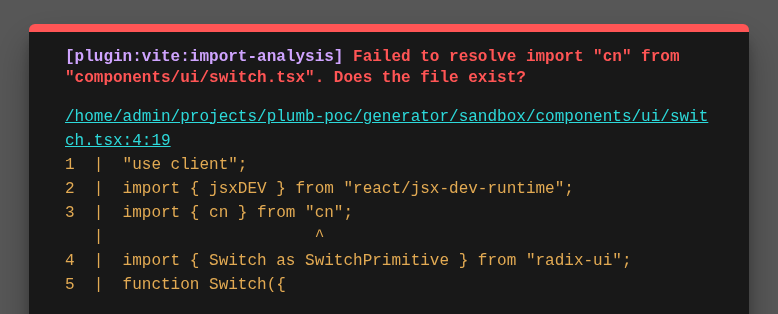 [plugin:vite:import-analysis] Failed to resolve import "cn" from
"components/ui/switch.tsx". Does the file exist?
/home/admin/projects/plumb-poc/generator/sandbox/components/ui/swit
ch.tsx:4:19
1  |  "use client";
2  |  import { jsxDEV } from "react/jsx-dev-runtime";
3  |  import { cn } from "cn";
   |                      ^
4  |  import { Switch as SwitchPrimitive } from "radix-ui";
5  |  function Switch({